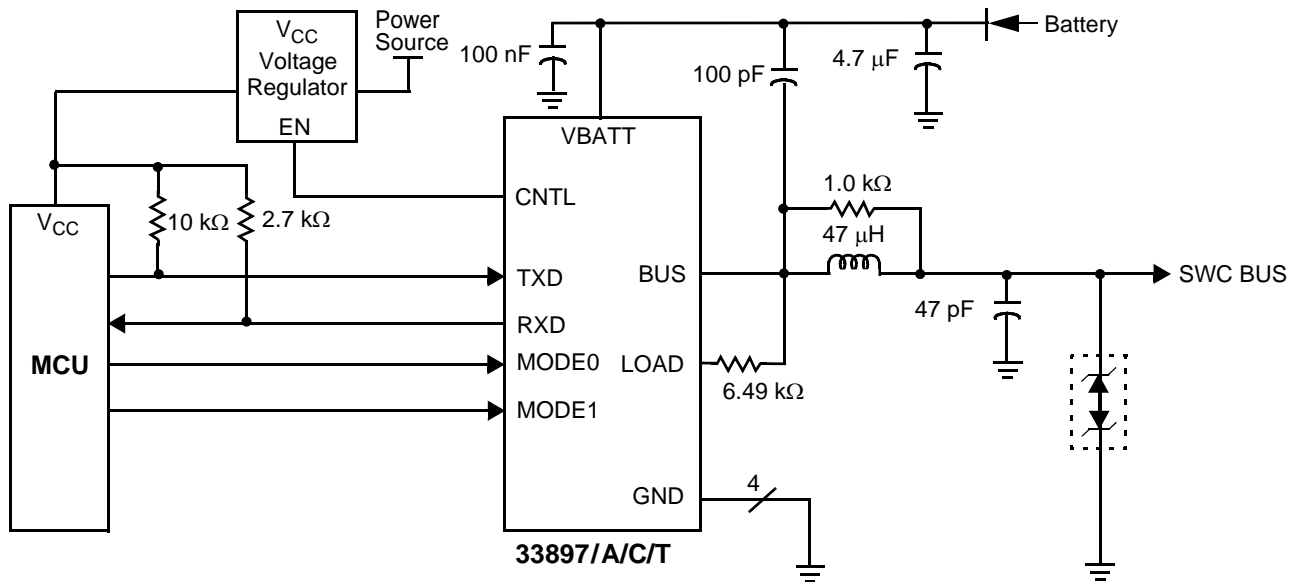 V_CC
Voltage
Regulator
EN
Power
Source
100 nF
100 pF
4.7 μF
Battery
VBATT
CNTL
TXD
RXD
MODE0
MODE1
BUS
LOAD
GND
V_CC
10 kΩ
2.7 kΩ
MCU
1.0 kΩ
47 μH
SWC BUS
47 pF
6.49 kΩ
4
33897/A/C/T